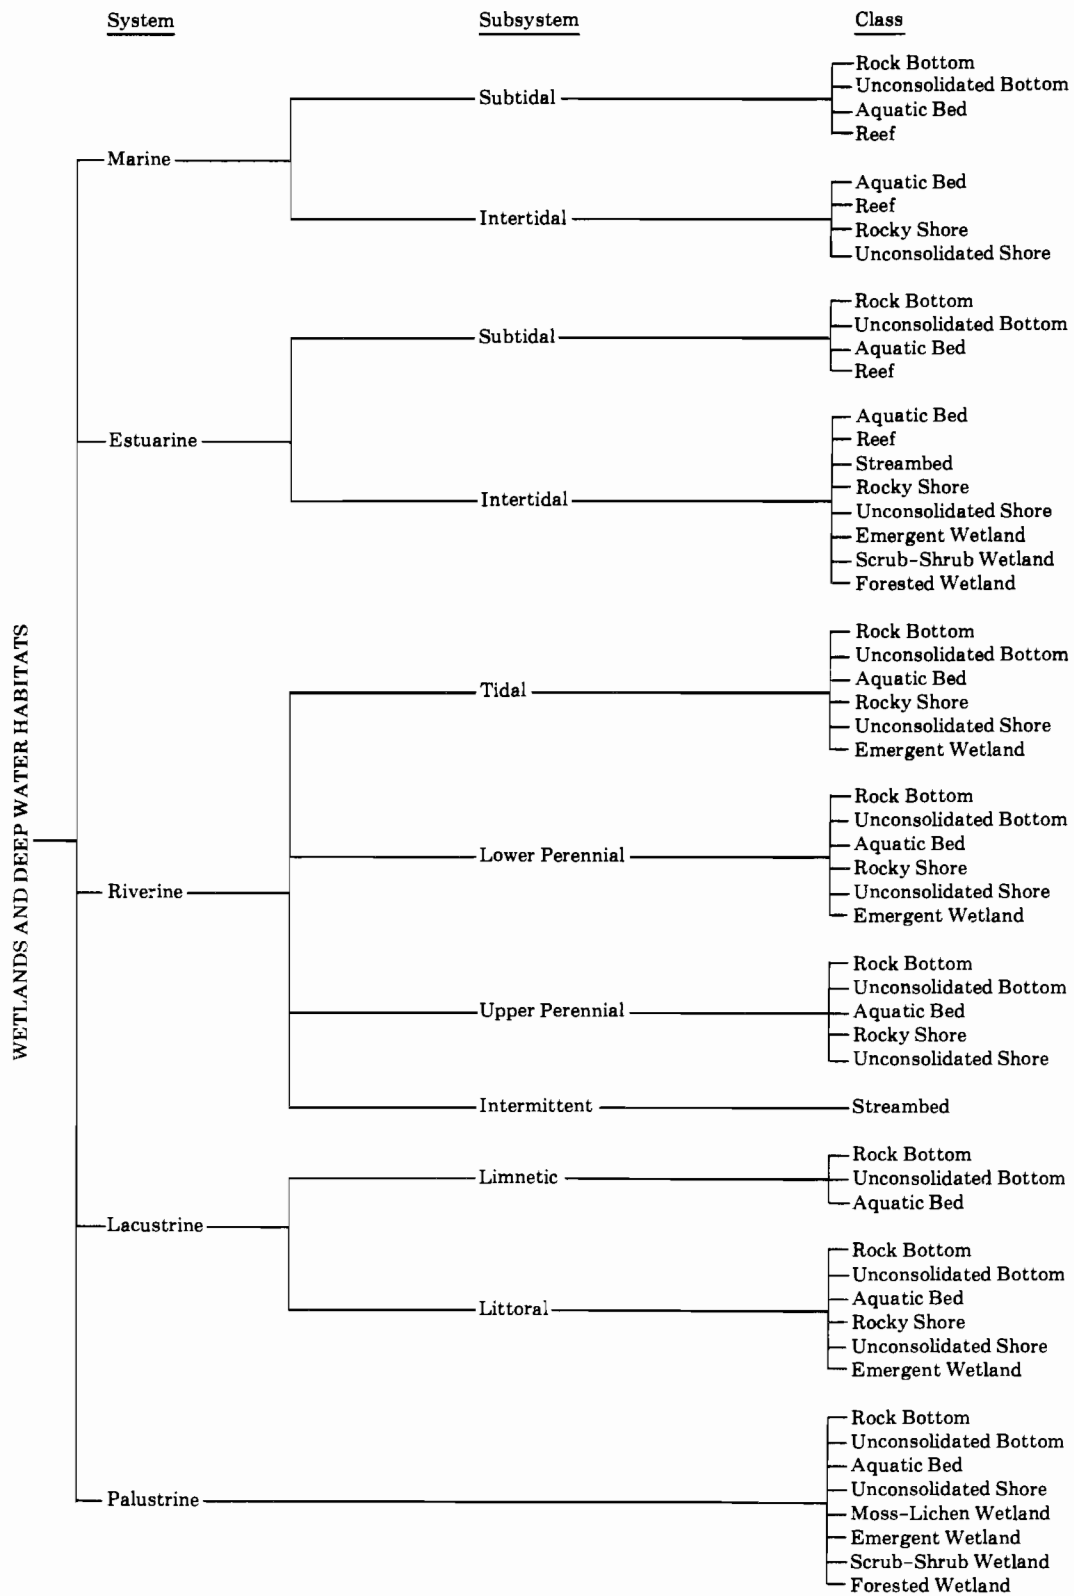 System Subsystem Class
WETLANDS AND DEEP WATER HABITATS
Marine
Subtidal
Rock Bottom
Unconsolidated Bottom
Aquatic Bed
Reef
Intertidal
Aquatic Bed
Reef
Rocky Shore
Unconsolidated Shore
Estuarine
Subtidal
Rock Bottom
Unconsolidated Bottom
Aquatic Bed
Reef
Intertidal
Aquatic Bed
Reef
Streambed
Rocky Shore
Unconsolidated Shore
Emergent Wetland
Scrub-Shrub Wetland
Forested Wetland
Riverine
Tidal
Rock Bottom
Unconsolidated Bottom
Aquatic Bed
Rocky Shore
Unconsolidated Shore
Emergent Wetland
Lower Perennial
Rock Bottom
Unconsolidated Bottom
Aquatic Bed
Rocky Shore
Unconsolidated Shore
Emergent Wetland
Upper Perennial
Rock Bottom
Unconsolidated Bottom
Aquatic Bed
Rocky Shore
Unconsolidated Shore
Intermittent
Streambed
Lacustrine
Limnetic
Rock Bottom
Unconsolidated Bottom
Aquatic Bed
Littoral
Rock Bottom
Unconsolidated Bottom
Aquatic Bed
Rocky Shore
Unconsolidated Shore
Emergent Wetland
Palustrine
Rock Bottom
Unconsolidated Bottom
Aquatic Bed
Unconsolidated Shore
Moss-Lichen Wetland
Emergent Wetland
Scrub-Shrub Wetland
Forested Wetland